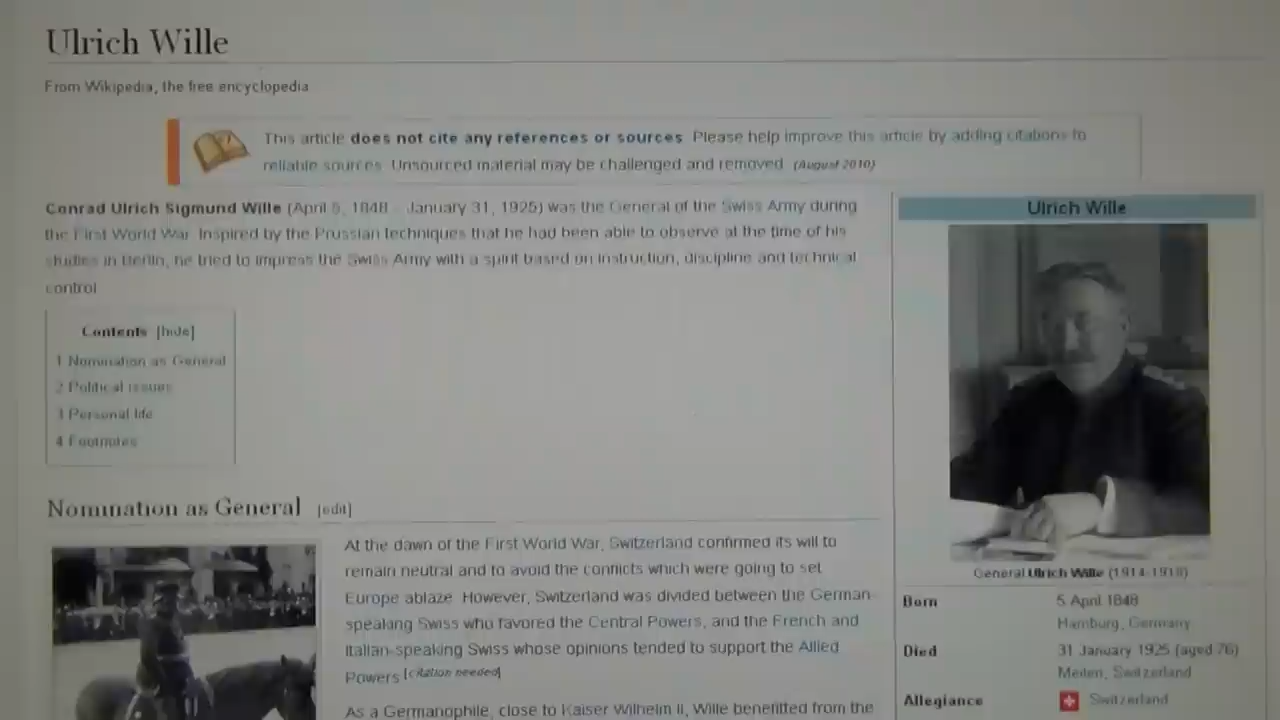 Ulrich Wille
From Wikipedia, the free encyclopedia
This article does not cite any references or sources. Please help improve this article by adding citations to
reliable sources. Unsourced material may be challenged and removed. (August 2010)
Conrad Ulrich Sigmund Wille (April 5, 1848 - January 31, 1925) was the General of the Swiss Army during
the First World War. Inspired by the Prussian techniques that he had been able to observe at the time of his
studies in Berlin, he tried to impress the Swiss Army with a spirit based on instruction, discipline and technical
control.
Contents [hide]
1 Nomination as General
2 Political issues
3 Personal life
4 Footnotes
Nomination as General [edit]
At the dawn of the First World War, Switzerland confirmed its will to
remain neutral and to avoid the conflicts which were going to set
Europe ablaze. However, Switzerland was divided between the German-
speaking Swiss who favored the Central Powers, and the French and
Italian-speaking Swiss whose opinions tended to support the Allied
Powers.[citation needed]
As a Germanophile, close to Kaiser Wilhelm II, Wille benefitted from the
Ulrich Wille
General Ulrich Wille (1914-1918)
Born 5 April 1848
Hamburg, Germany
Died 31 January 1925 (aged 76)
Meilen, Switzerland
Allegiance Switzerland